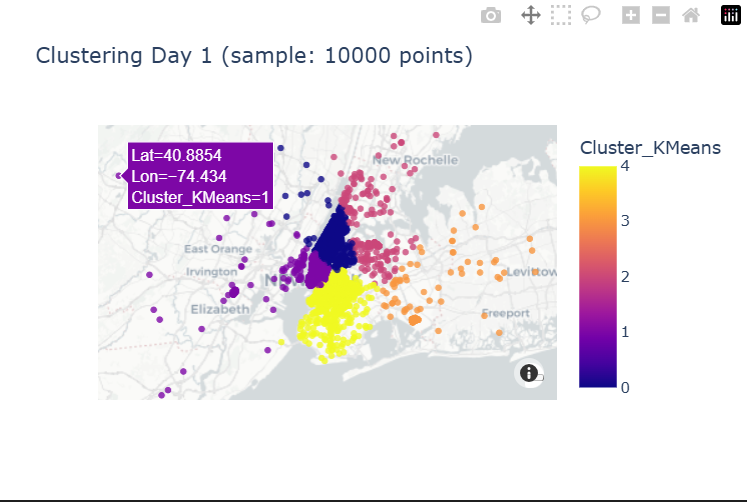 Clustering Day 1 (sample: 10000 points)
Cluster_KMeans
Lat=40.8854
Lon=−74.434
Cluster_KMeans=1
New Rochelle
East Orange
Irvington
Elizabeth
Freeport
4
3
2
1
0